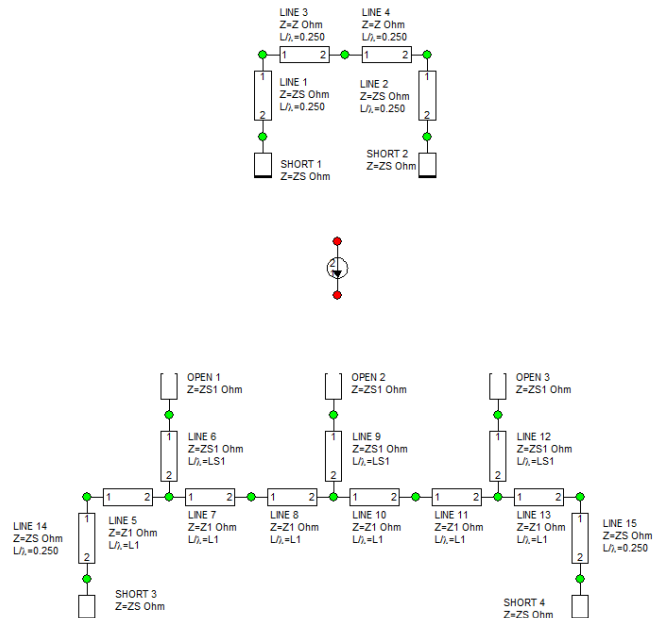 LINE 3
Z=Z Ohm
L/λ=0.250
LINE 4
Z=Z Ohm
L/λ=0.250
1 2
1 2
1
2
LINE 1
Z=ZS Ohm
L/λ=0.250
LINE 2
Z=ZS Ohm
L/λ=0.250
1
2
SHORT 1
Z=ZS Ohm
SHORT 2
Z=ZS Ohm
2
OPEN 1
Z=ZS1 Ohm
OPEN 2
Z=ZS1 Ohm
OPEN 3
Z=ZS1 Ohm
1
2
LINE 6
Z=ZS1 Ohm
L/λ=LS1
1
2
LINE 9
Z=ZS1 Ohm
L/λ=LS1
1
2
LINE 12
Z=ZS1 Ohm
L/λ=LS1
1 2
1 2
1 2
1 2
1 2
1 2
LINE 14
Z=ZS Ohm
L/λ=0.250
1
2
LINE 5
Z=Z1 Ohm
L/λ=L1
LINE 7
Z=Z1 Ohm
L/λ=L1
LINE 8
Z=Z1 Ohm
L/λ=L1
LINE 10
Z=Z1 Ohm
L/λ=L1
LINE 11
Z=Z1 Ohm
L/λ=L1
LINE 13
Z=Z1 Ohm
L/λ=L1
1
2
LINE 15
Z=ZS Ohm
L/λ=0.250
SHORT 3
Z=ZS Ohm
SHORT 4
Z=ZS Ohm